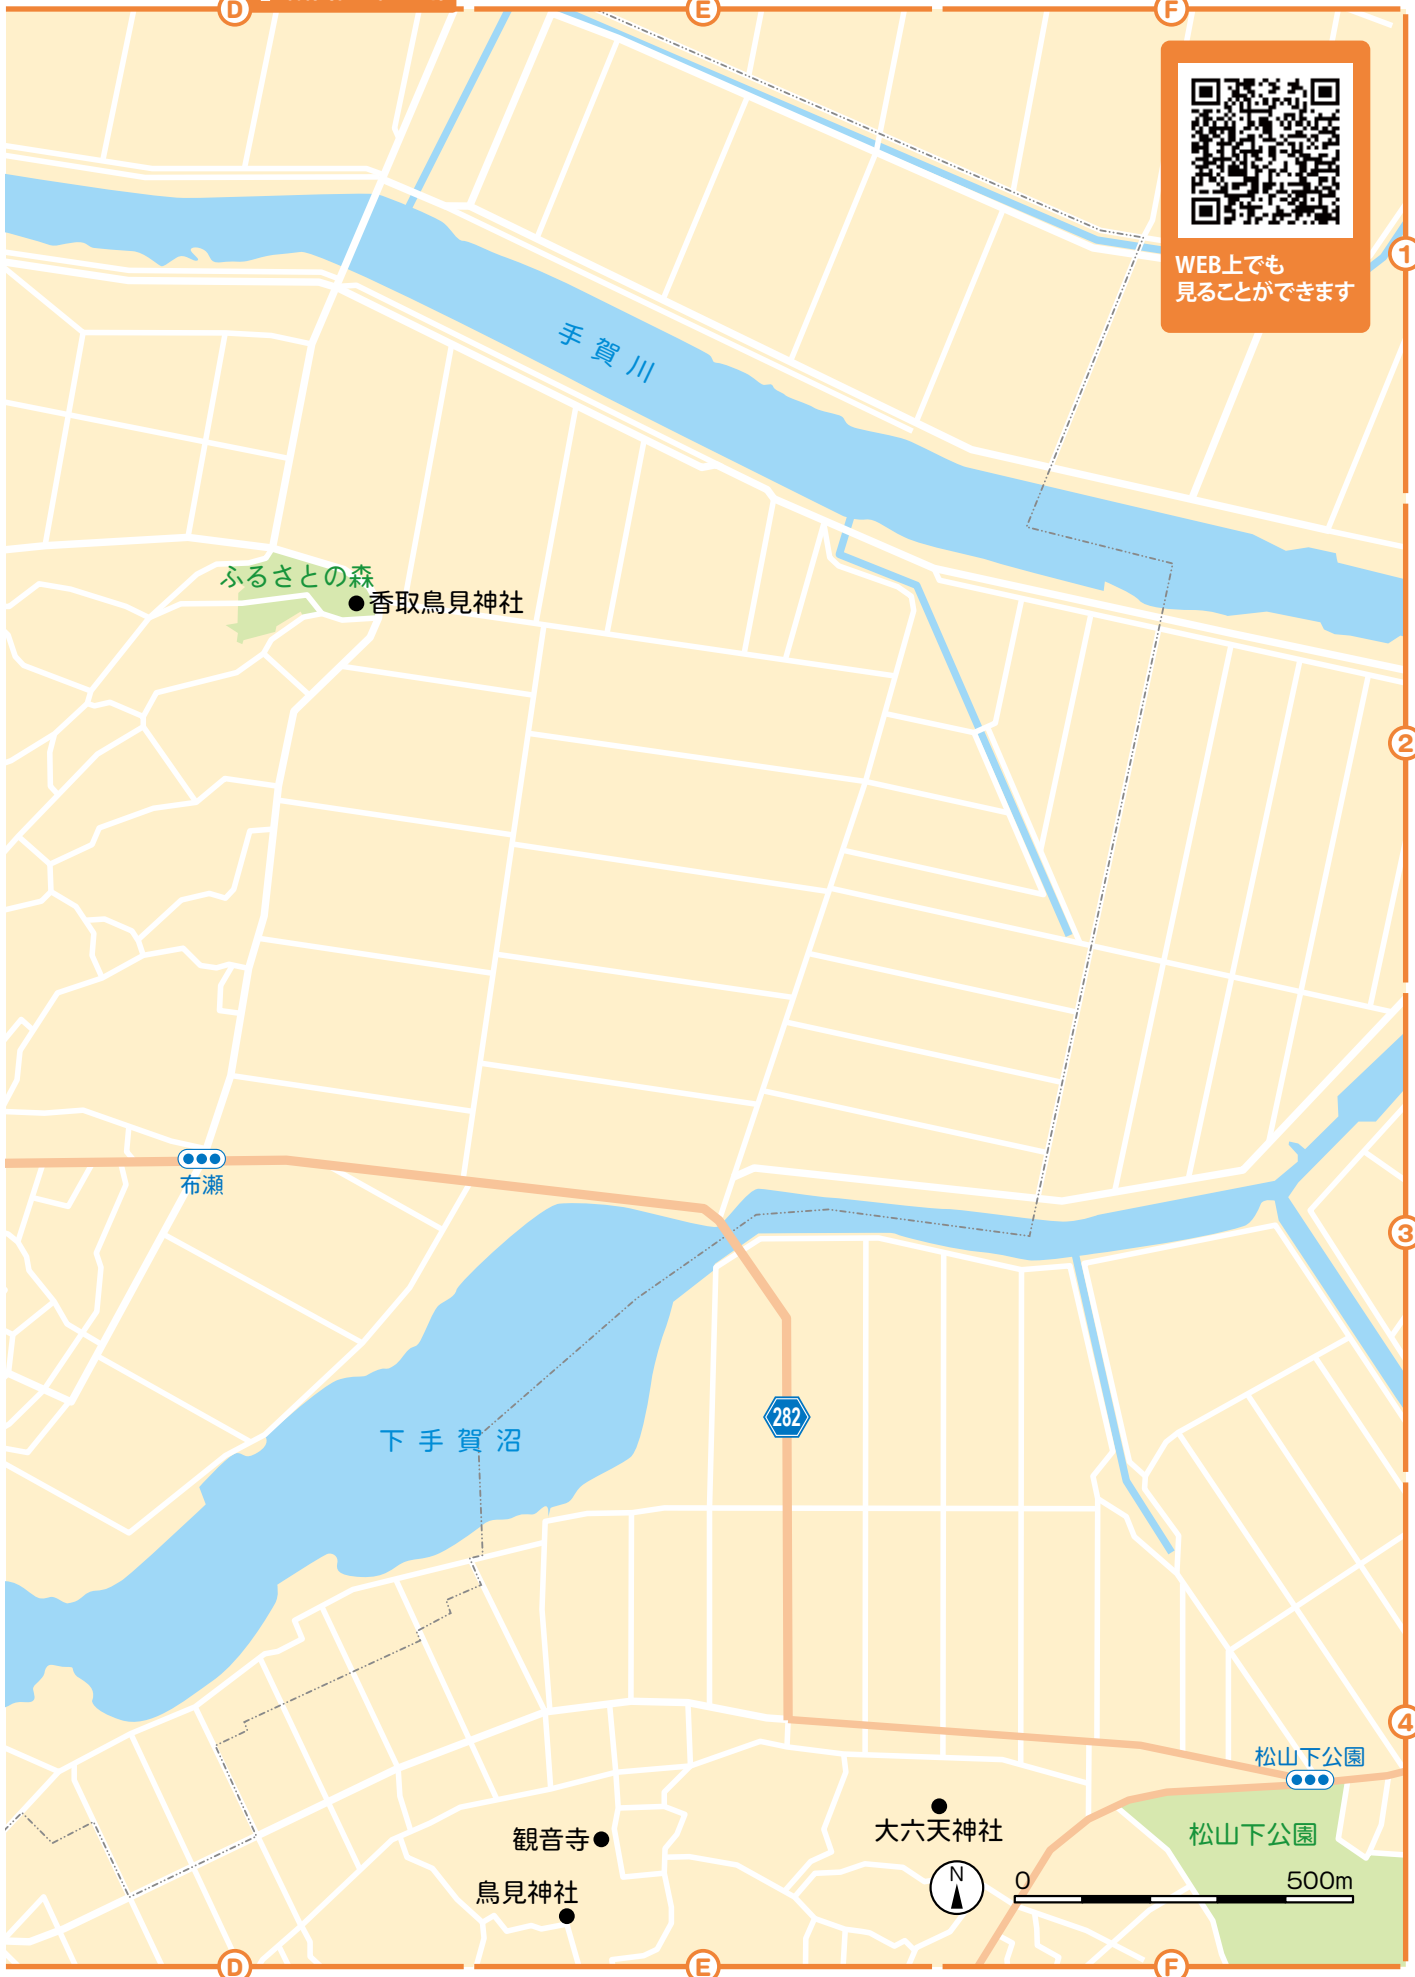 D
E
F
WEB上でも
見ることができます
1
手賀川
ふるさとの森
香取鳥見神社
2
布瀬
3
282
下手賀沼
4
松山下公園
大六天神社
松山下公園
観音寺
鳥見神社
N
0
500m
D
E
F